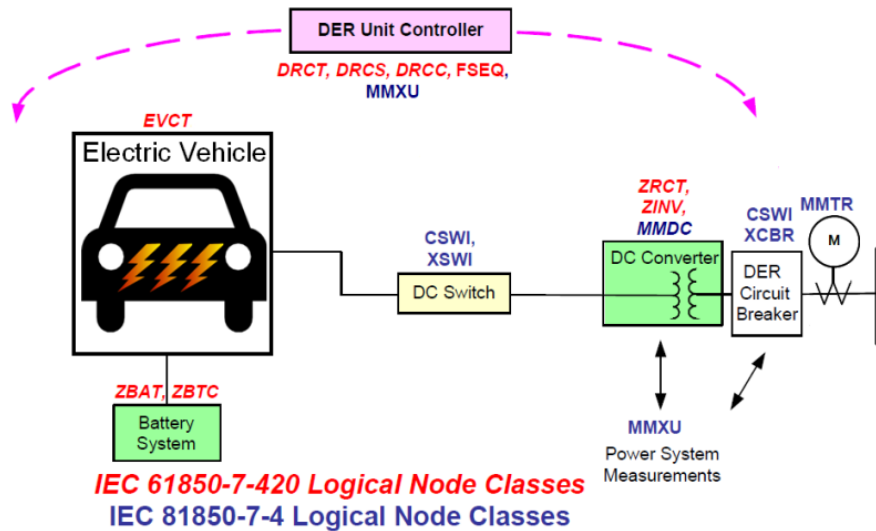 DER Unit Controller
DRCT, DRCS, DRCC, FSEQ,
MMXU
EVCT
Electric Vehicle
CSWI,
XSWI
DC Switch
ZRCT,
ZINV,
MMDC
DC Converter
CSWI
XCBR
DER
Circuit
Breaker
MMTR
M
ZBAT, ZBTC
Battery
System
MMXU
Power System
Measurements
IEC 61850-7-420 Logical Node Classes
IEC 81850-7-4 Logical Node Classes